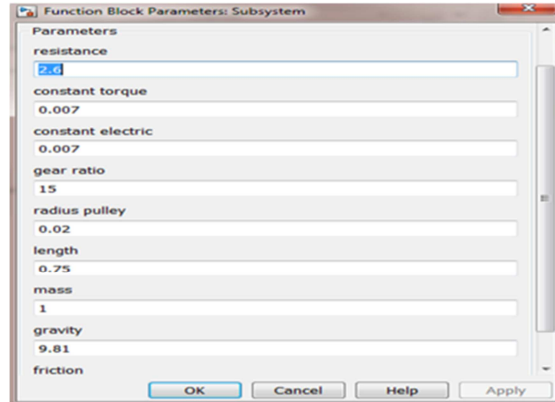 Function Block Parameters: Subsystem
Parameters
resistance
2.6
constant torque
0.007
constant electric
0.007
gear ratio
15
radius pulley
0.02
length
0.75
mass
1
gravity
9.81
friction
OK Cancel Help Apply